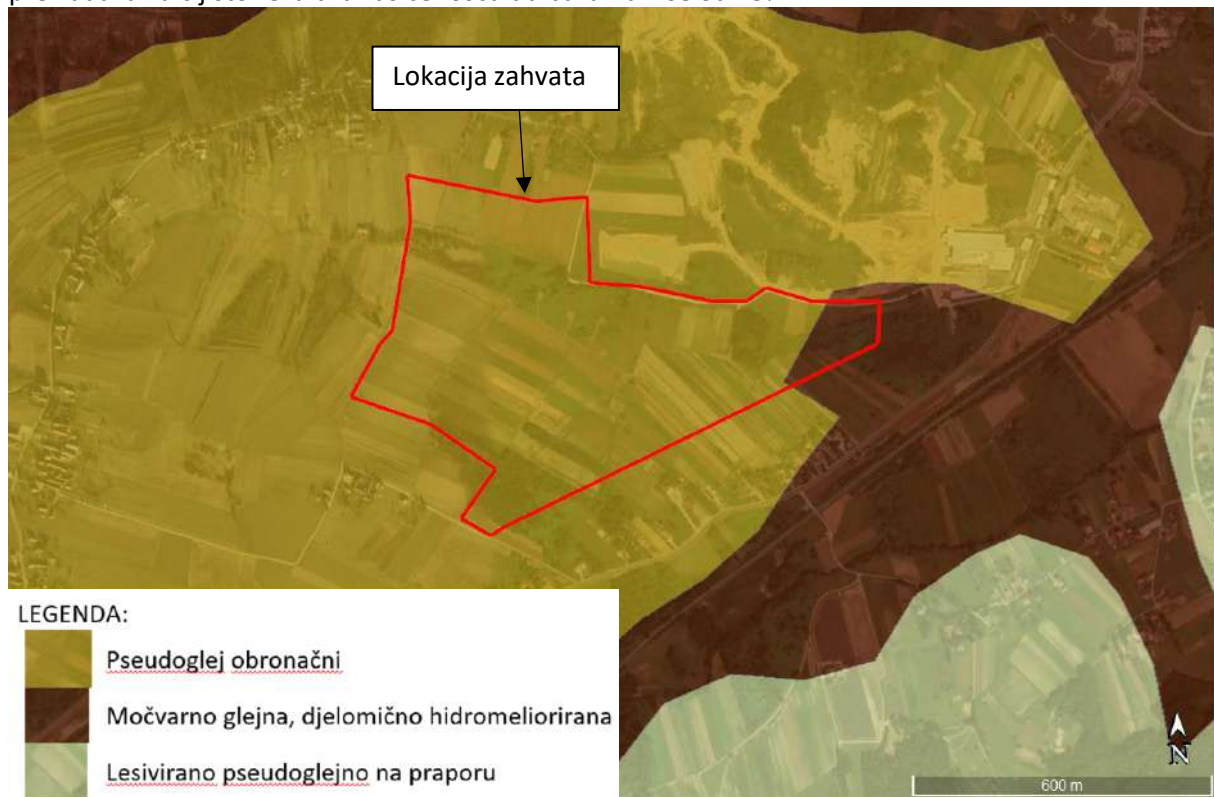 Lokacija zahvata
LEGENDA:
Pseudoglej obronačni
Močvarno glejna, djelomično hidromeliorirana
Lesivirano pseudoglejno na praporu
N
600 m